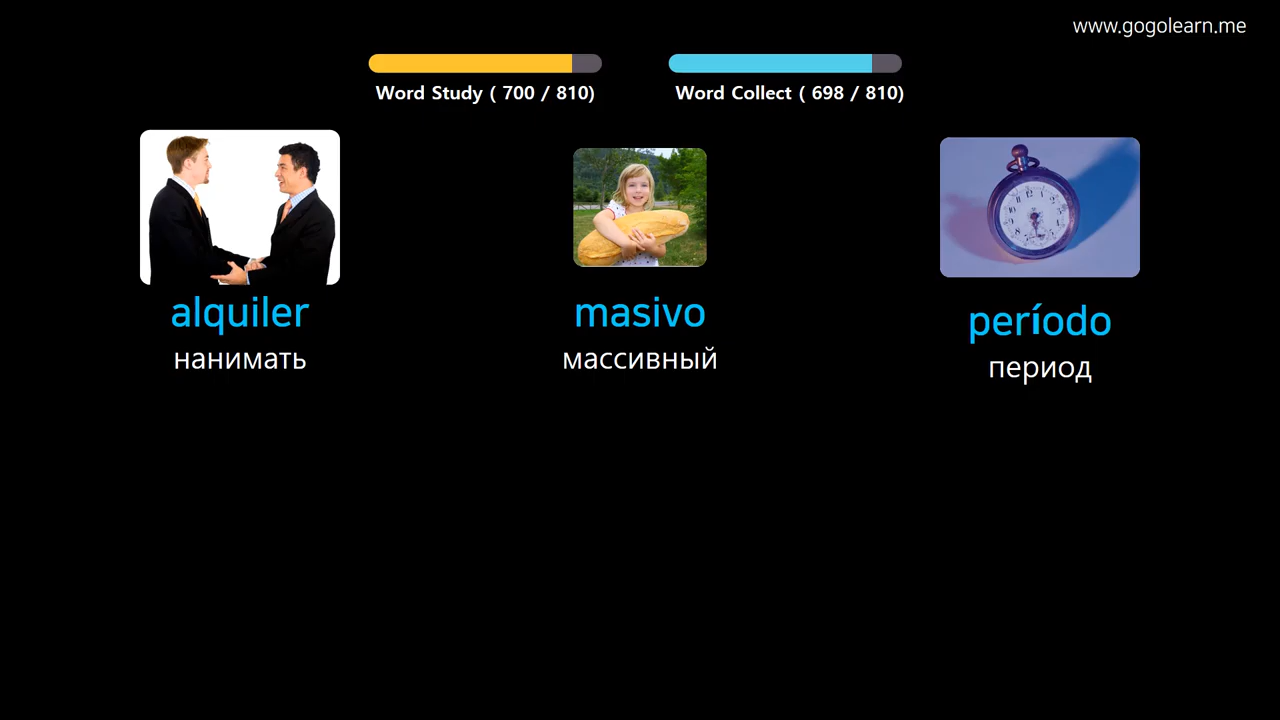 www.gogolearn.me
Word Study ( 700 / 810)
Word Collect ( 698 / 810)
alquiler
нанимать
masivo
массивный
período
период